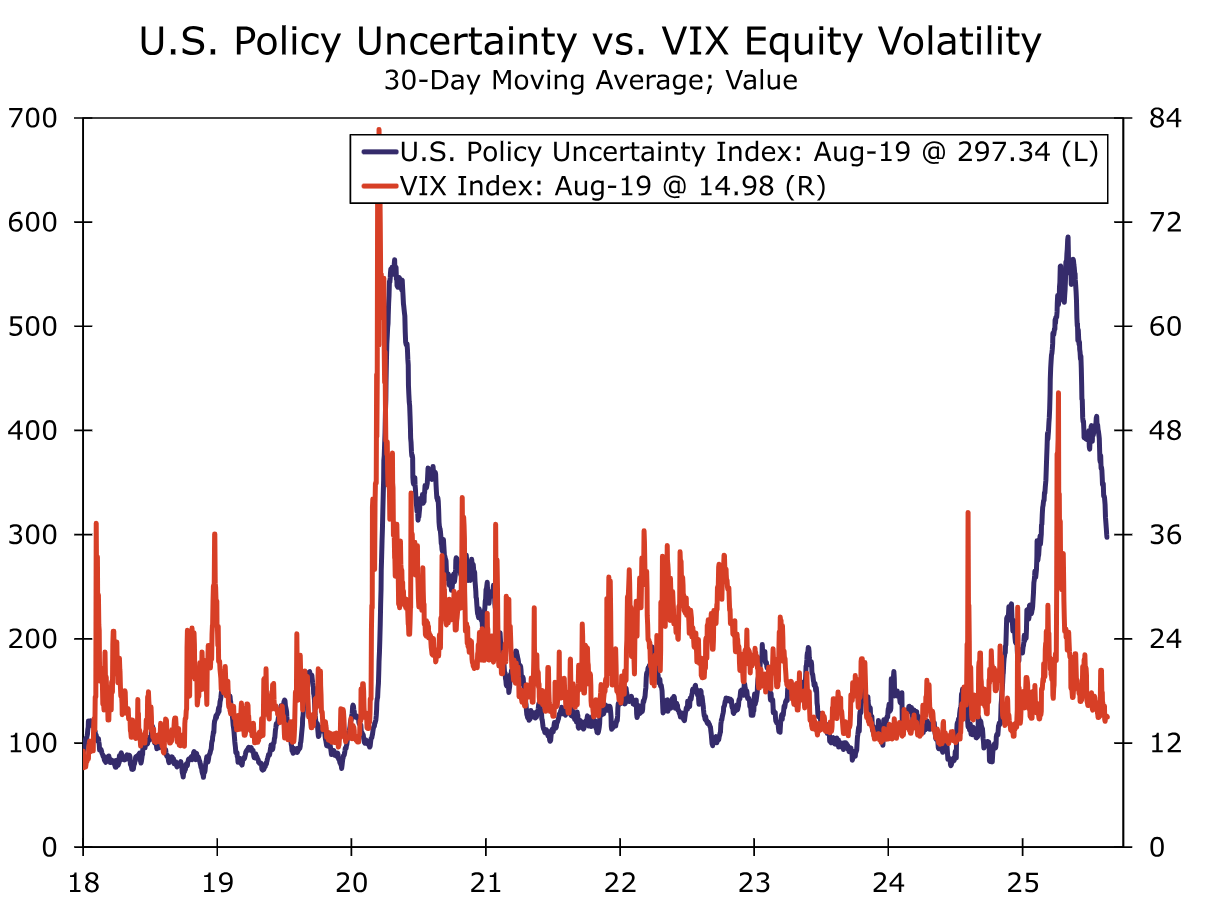 U.S. Policy Uncertainty vs. VIX Equity Volatility
30-Day Moving Average; Value
U.S. Policy Uncertainty Index: Aug-19 @ 297.34 (L)
VIX Index: Aug-19 @ 14.98 (R)
700 84
600 72
500 60
400 48
300 36
200 24
100 12
0 0
18 19 20 21 22 23 24 25